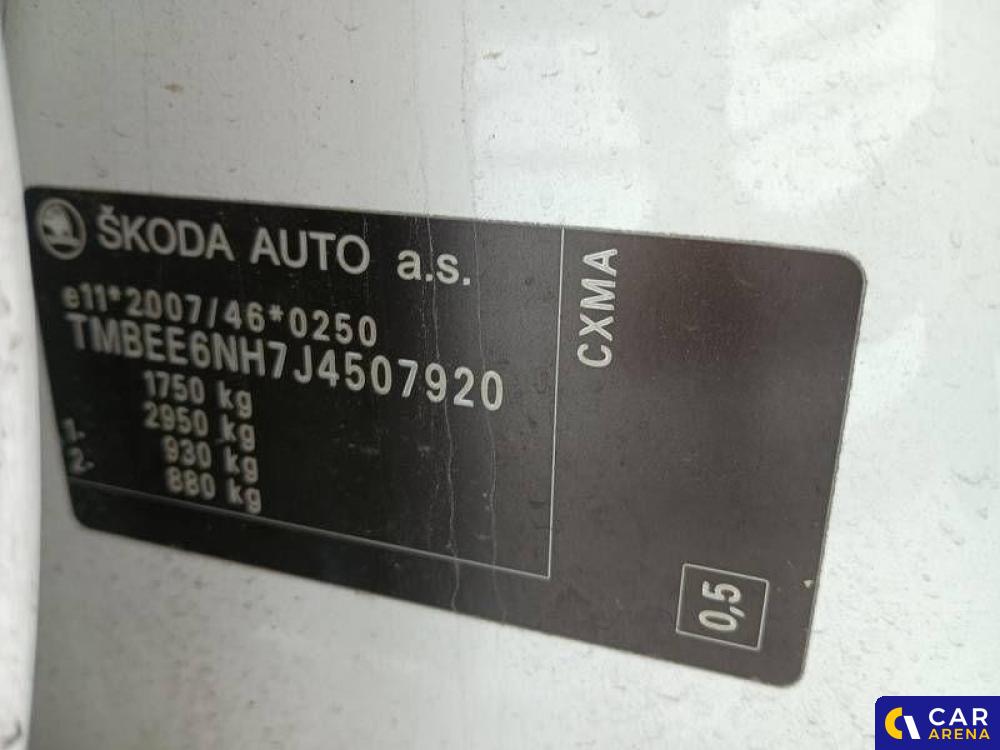 ŠKODA AUTO a.s.
e11*2007/46*0250
TMBEE6NH7J4507920
1750 kg
2950 kg
1- 930 kg
2- 880 kg
CXMA
0,5
CAR
ARENA